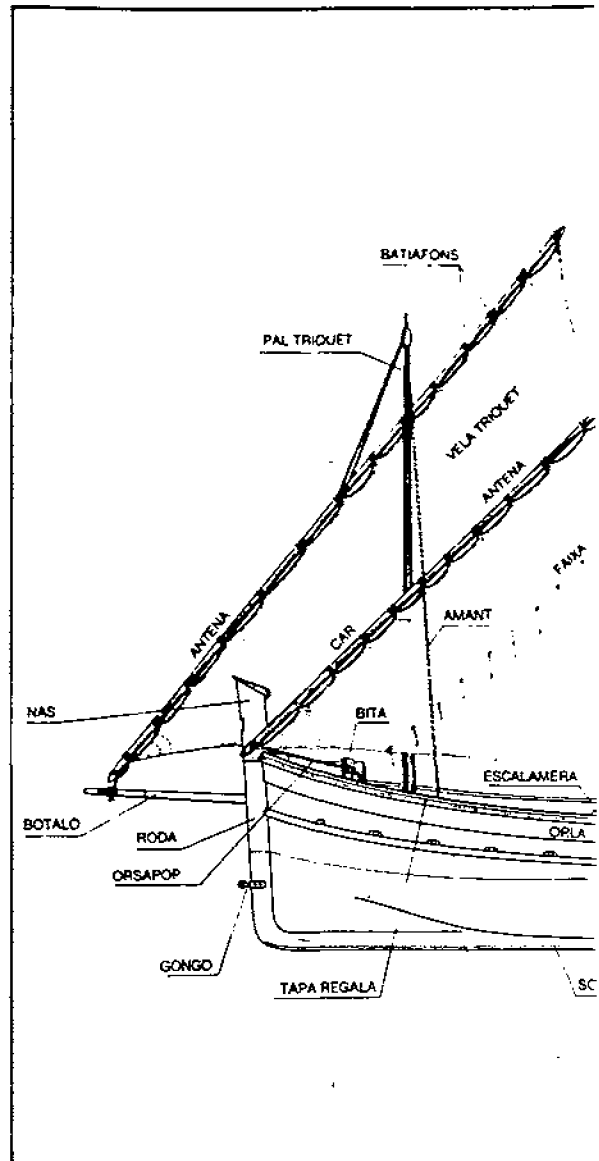 BATIAFONS
PAL TRIQUET
VELA TRIQUET
ANTENA
FAIXA
ANTENA
CAR
AMANT
NAS
BITA
ESCALAMERA
BOTALO
RODA
ORLA
ORSAPOP
GONGO
TAPA REGALA